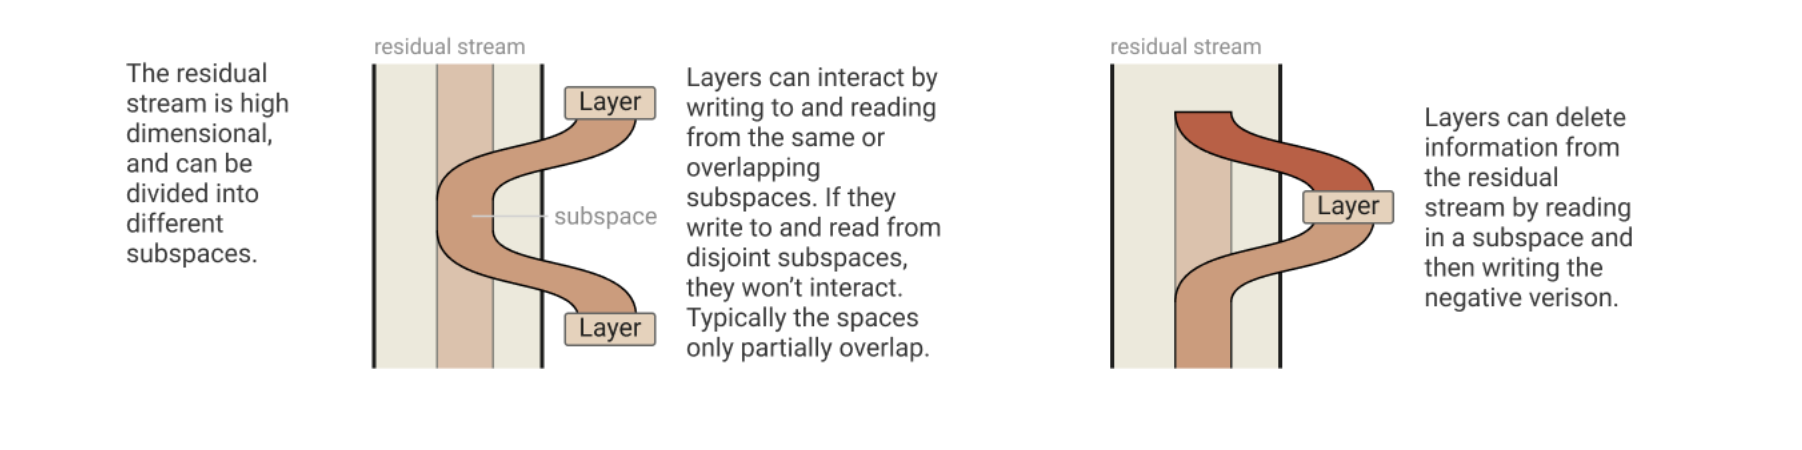 The residual
stream is high
dimensional,
and can be
divided into
different
subspaces.
residual stream
Layer
subspace
Layer
Layers can interact by
writing to and reading
from the same or
overlapping
subspaces. If they
write to and read from
disjoint subspaces,
they won't interact.
Typically the spaces
only partially overlap.
residual stream
Layer
Layers can delete
information from
the residual
stream by reading
in a subspace and
then writing the
negative verison.